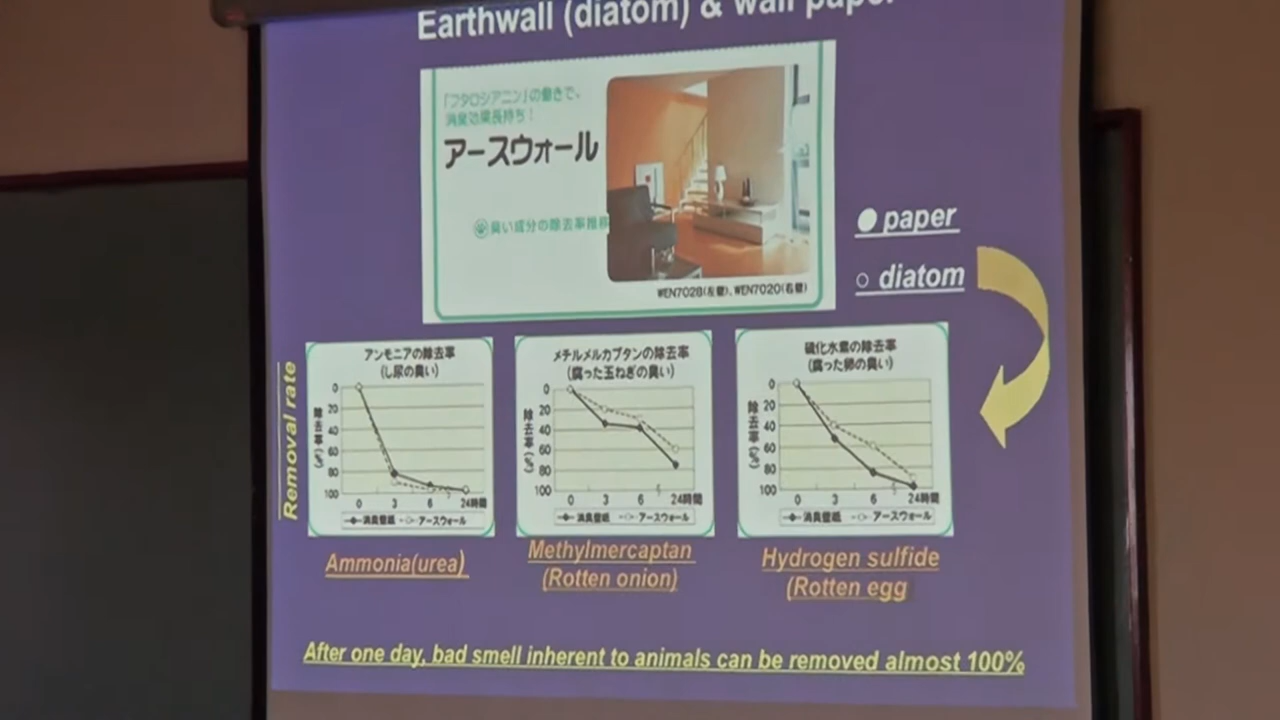 Earthwall (diatom) & wall paper
「フタロシアニン」の働きで、
消臭効果長持ち！
アースウォール
臭い成分の除去率推移
WEN7028(左壁)、WEN7020(右壁)
● paper
○ diatom
Removal rate
アンモニアの除去率
(し尿の臭い)
除去率(%)
0
20
40
60
80
100
0 3 6 24時間
消臭壁紙 アースウォール
Ammonia(urea)
メチルメルカプタンの除去率
(腐った玉ねぎの臭い)
除去率(%)
0
20
40
60
80
100
0 3 6 24時間
消臭壁紙 アースウォール
Methylmercaptan
(Rotten onion)
硫化水素の除去率
(腐った卵の臭い)
除去率(%)
0
20
40
60
80
100
0 3 6 24時間
消臭壁紙 アースウォール
Hydrogen sulfide
(Rotten egg
After one day, bad smell inherent to animals can be removed almost 100%